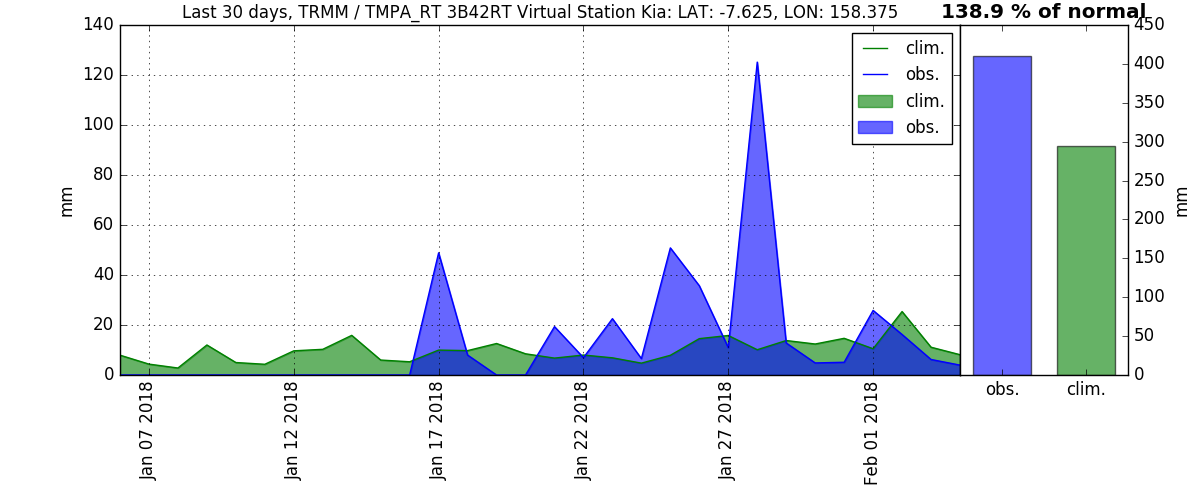 Last 30 days, TRMM / TMPA_RT 3B42RT Virtual Station Kia: LAT: -7.625, LON: 158.375
138.9 % of normal
140
120
100
80
60
40
20
0
mm
clim.
obs.
clim.
obs.
Jan 07 2018
Jan 12 2018
Jan 17 2018
Jan 22 2018
Jan 27 2018
Feb 01 2018
450
400
350
300
250
200
150
100
50
0
mm
obs.
clim.